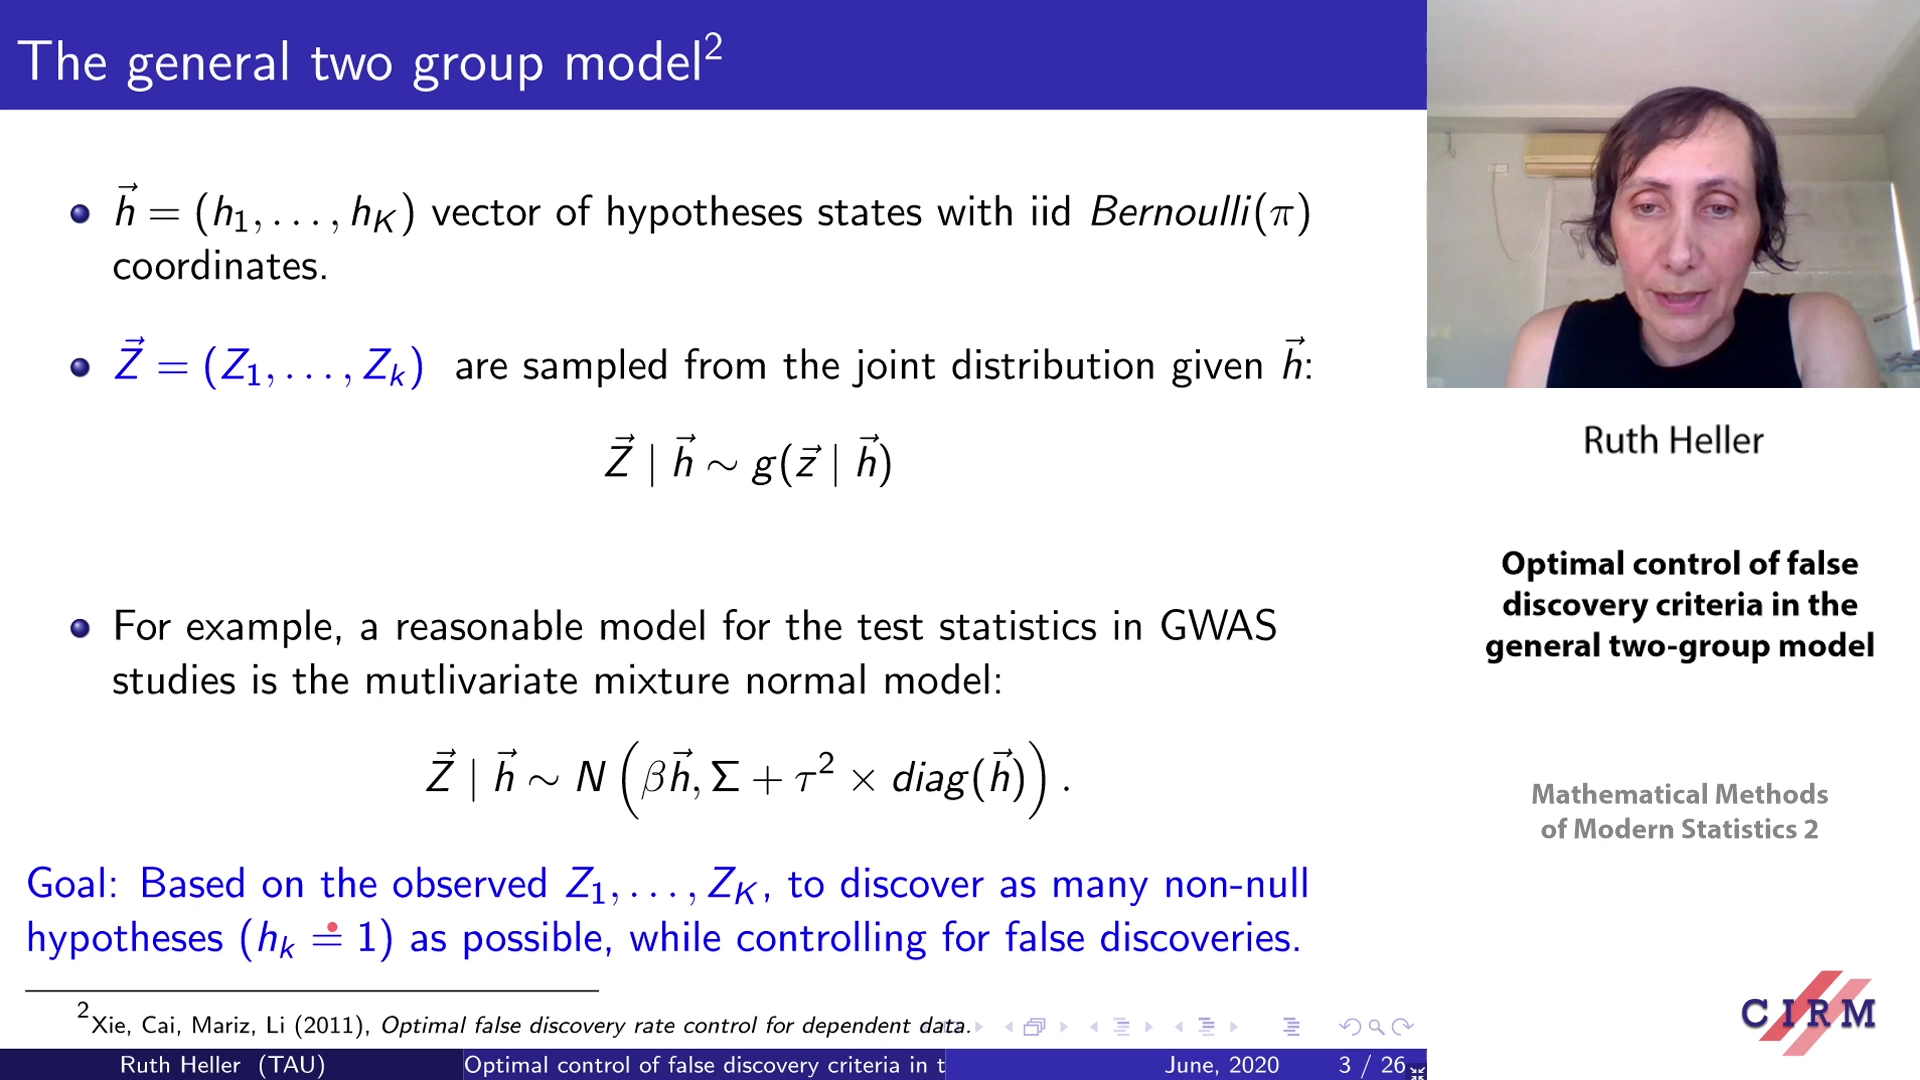 The general two group model²
h⃗ = (h₁, . . . , h_K) vector of hypotheses states with iid Bernoulli(π)
coordinates.
Z⃗ = (Z₁, . . . , Z_k) are sampled from the joint distribution given h⃗:
Z⃗ | h⃗ ∼ g(z⃗ | h⃗)
For example, a reasonable model for the test statistics in GWAS
studies is the mutlivariate mixture normal model:
Z⃗ | h⃗ ∼ N (βh⃗, Σ + τ² × diag(h⃗)) .
Goal: Based on the observed Z₁, . . . , Z_K, to discover as many non-null
hypotheses (h_k = 1) as possible, while controlling for false discoveries.
²Xie, Cai, Mariz, Li (2011), Optimal false discovery rate control for dependent data.
Ruth Heller (TAU) Optimal control of false discovery criteria in t June, 2020 3 / 26
Ruth Heller
Optimal control of false
discovery criteria in the
general two-group model
Mathematical Methods
of Modern Statistics 2
CIRM